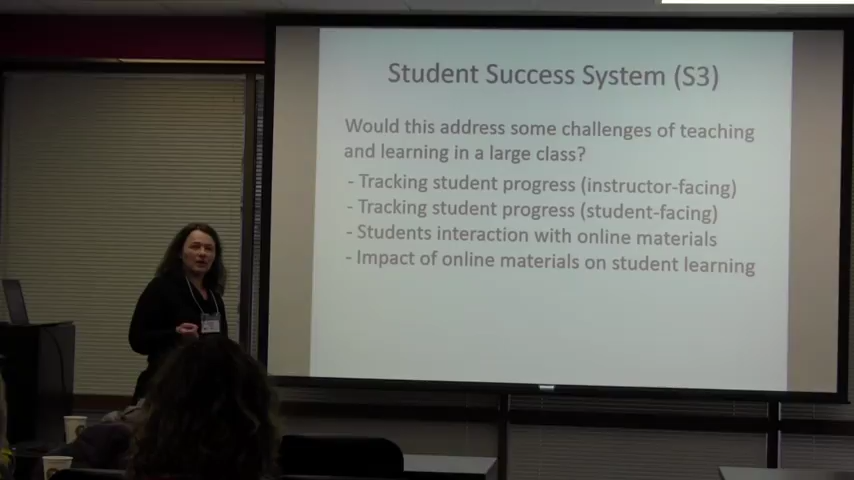 Student Success System (S3)
Would this address some challenges of teaching
and learning in a large class?
- Tracking student progress (instructor-facing)
- Tracking student progress (student-facing)
- Students interaction with online materials
- Impact of online materials on student learning